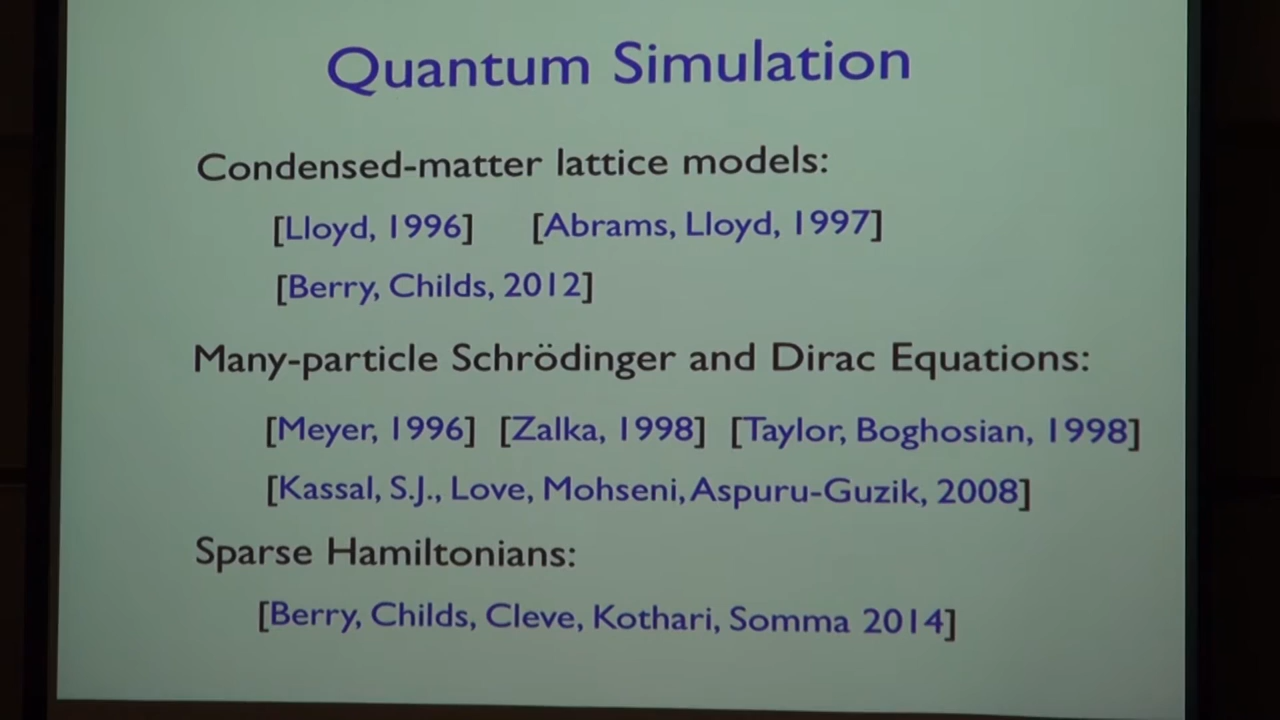 Quantum Simulation
Condensed-matter lattice models:
[Lloyd, 1996] [Abrams, Lloyd, 1997]
[Berry, Childs, 2012]
Many-particle Schrödinger and Dirac Equations:
[Meyer, 1996] [Zalka, 1998] [Taylor, Boghosian, 1998]
[Kassal, S.J., Love, Mohseni, Aspuru-Guzik, 2008]
Sparse Hamiltonians:
[Berry, Childs, Cleve, Kothari, Somma 2014]